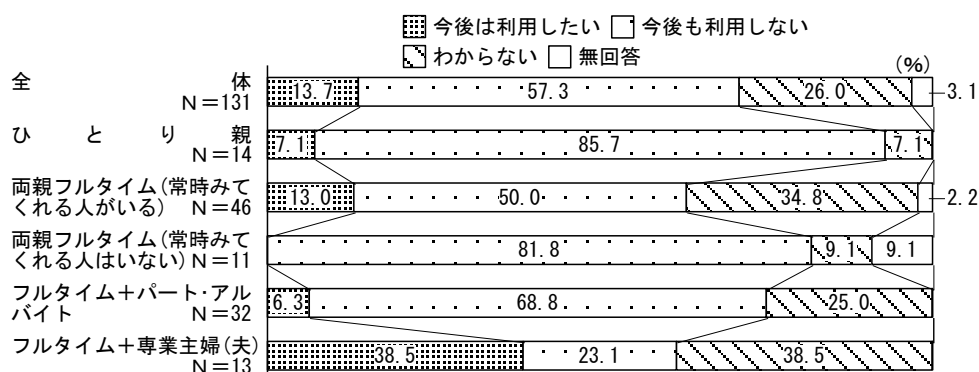 今後は利用したい 今後も利用しない
わからない 無回答
(%)
全体
N=131
13.7 57.3 26.0 3.1
ひとり親
N=14
7.1 85.7 7.1
両親フルタイム(常時みて
くれる人がいる) N=46
13.0 50.0 34.8 2.2
両親フルタイム(常時みて
くれる人はいない)N=11
81.8 9.1 9.1
フルタイム+パート・アル
バイト N=32
6.3 68.8 25.0
フルタイム+専業主婦(夫)
N=13
38.5 23.1 38.5